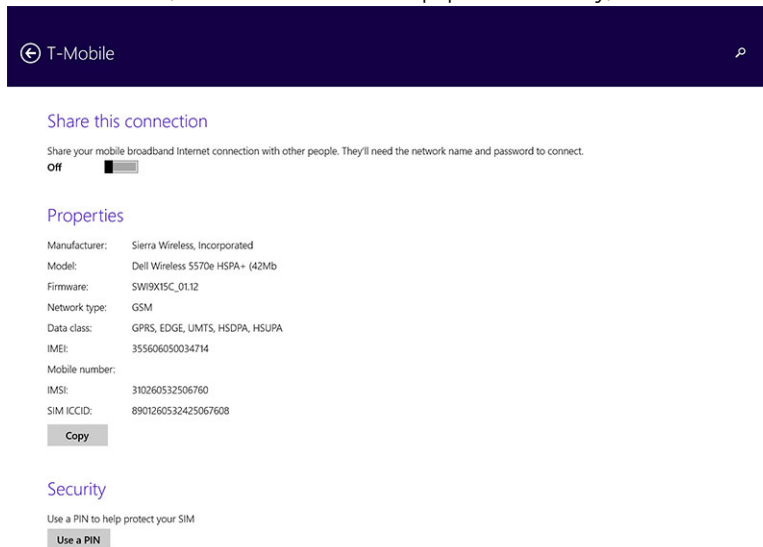 T-Mobile
Share this connection
Share your mobile broadband Internet connection with other people. They'll need the network name and password to connect.
Off
Properties
Manufacturer: Sierra Wireless, Incorporated
Model: Dell Wireless 5570e HSPA+ (42Mb
Firmware: SWI9X15C_01.12
Network type: GSM
Data class: GPRS, EDGE, UMTS, HSDPA, HSUPA
IMEI: 355606050034714
Mobile number:
IMSI: 310260532506760
SIM ICCID: 8901260532425067608
Copy
Security
Use a PIN to help protect your SIM
Use a PIN